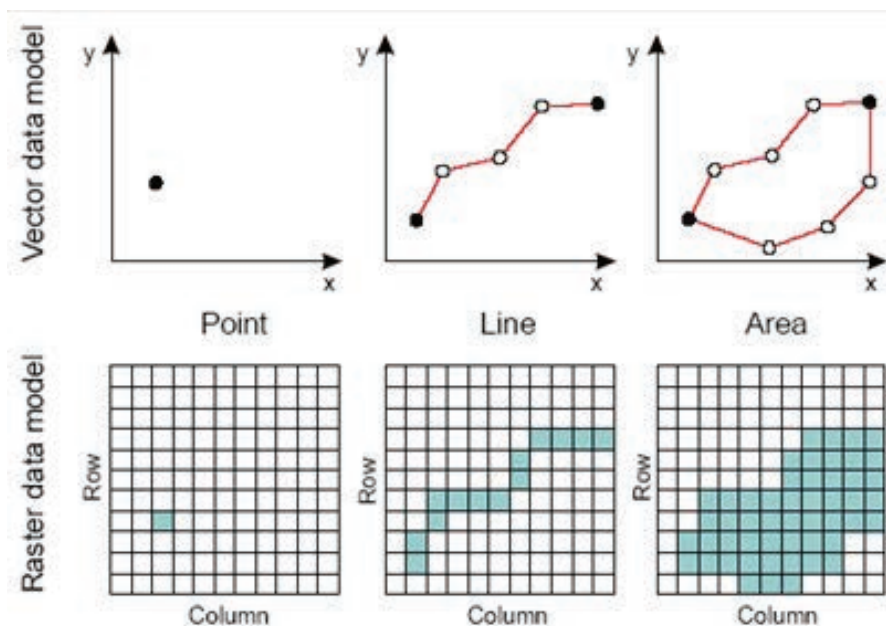 Vector data model
y
x
y
x
y
x
Point
Line
Area
Raster data model
Row
Column
Row
Column
Row
Column